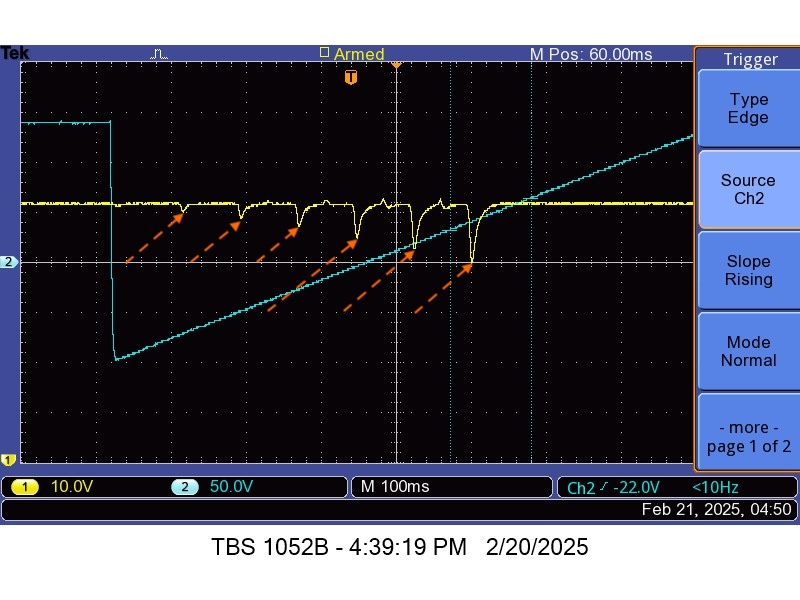 Tek
Armed
M Pos: 60.00ms
Trigger
T
Type
Edge
Source
Ch2
2
Slope
Rising
Mode
Normal
- more -
page 1 of 2
1
1 10.0V 2 50.0V M 100ms Ch2 -22.0V <10Hz
Feb 21, 2025, 04:50
TBS 1052B - 4:39:19 PM 2/20/2025